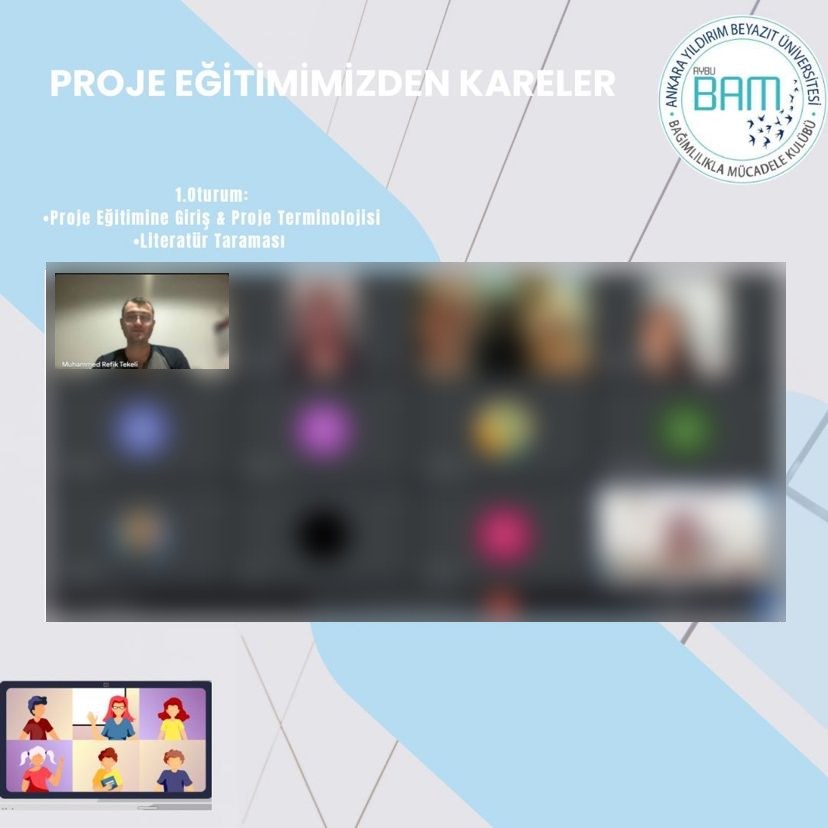 PROJE EĞİTİMİMİZDEN KARELER
ANKARA YILDIRIM BEYAZIT ÜNİVERSİTESİ
AYBU
BAM
BAĞIMLILIKLA MÜCADELE KULÜBÜ
1.Oturum:
•Proje Eğitimine Giriş & Proje Terminolojisi
•Literatür Taraması
Muhammed Refik Tekeli